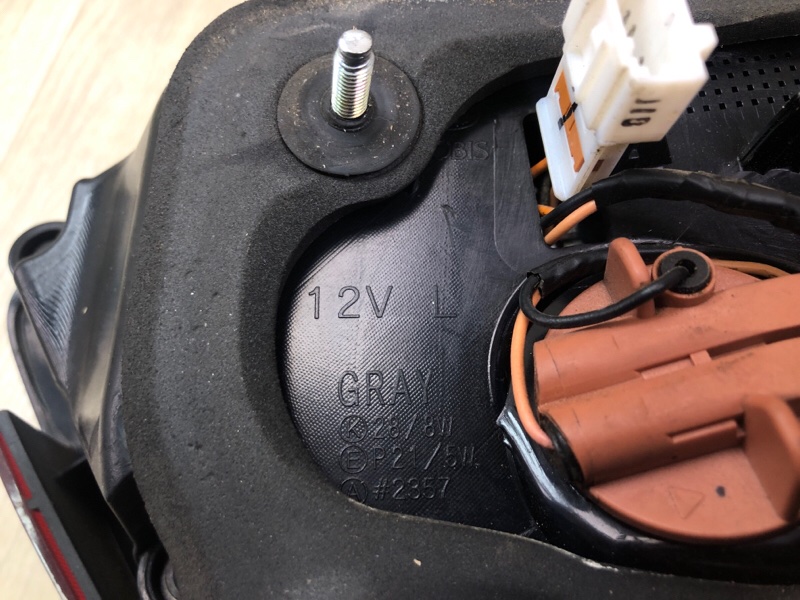 12V L
GRAY
Ⓚ 28/8W
Ⓔ P21/5W
Ⓐ #2357